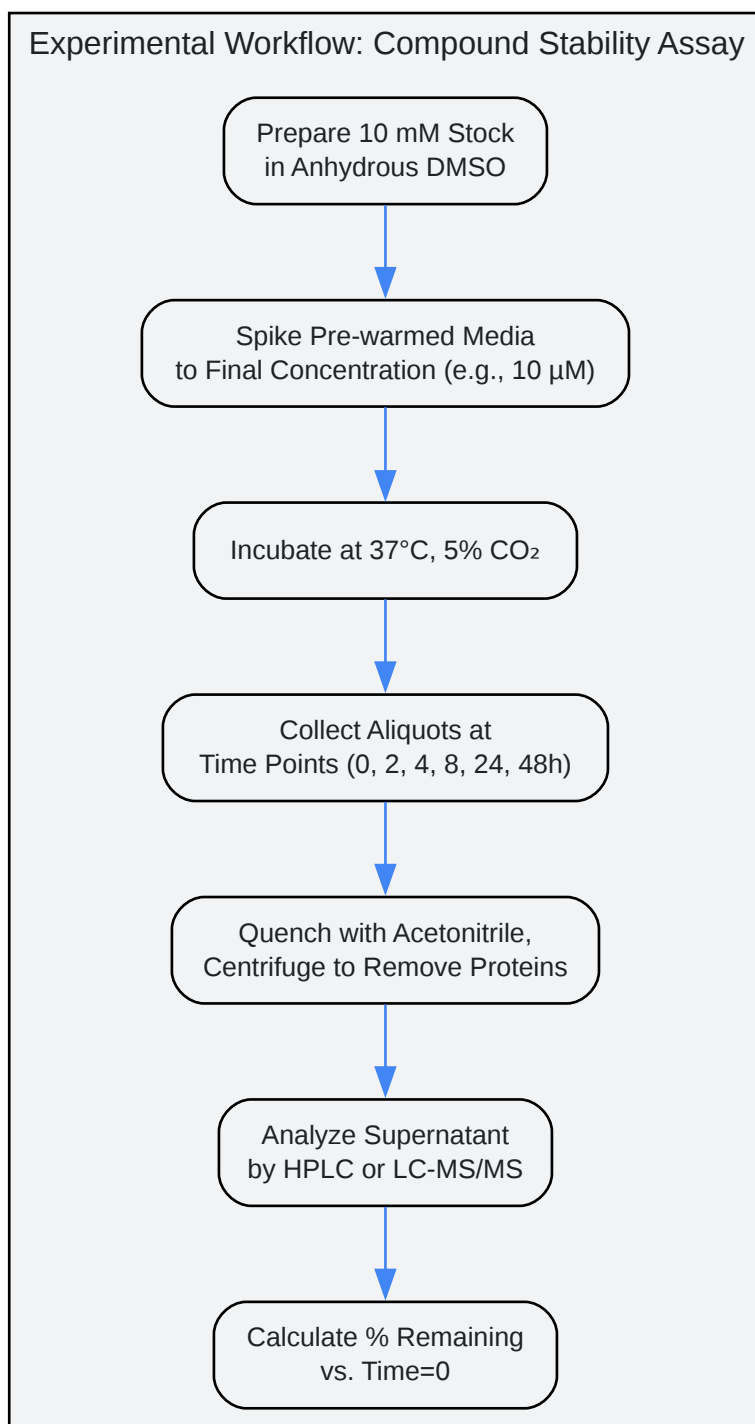 Experimental Workflow: Compound Stability Assay
Prepare 10 mM Stock
in Anhydrous DMSO
Spike Pre-warmed Media
to Final Concentration (e.g., 10 µM)
Incubate at 37°C, 5% CO₂
Collect Aliquots at
Time Points (0, 2, 4, 8, 24, 48h)
Quench with Acetonitrile,
Centrifuge to Remove Proteins
Analyze Supernatant
by HPLC or LC-MS/MS
Calculate % Remaining
vs. Time=0